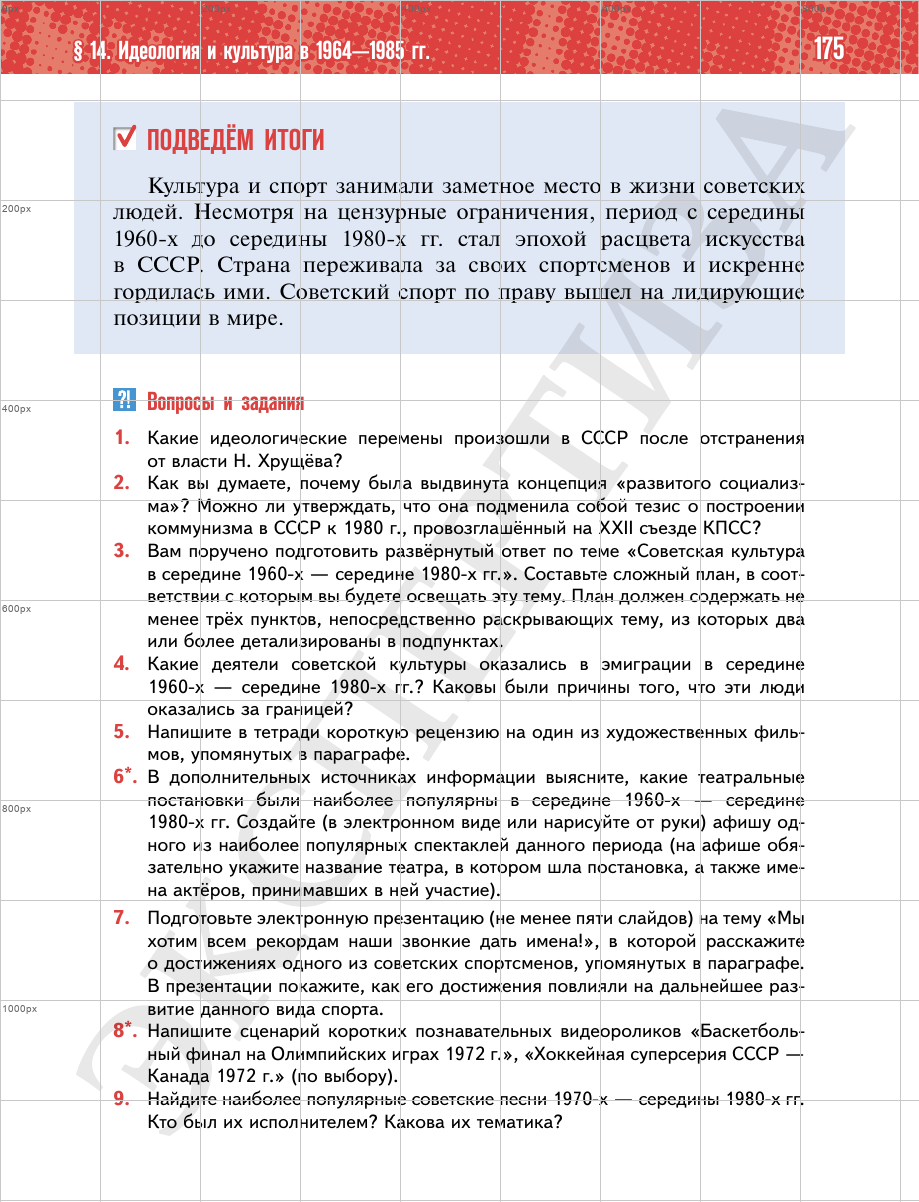 § 14. Идеология и культура в 1964—1985 гг.
175
ПОДВЕДЁМ ИТОГИ
Культура и спорт занимали заметное место в жизни советских
людей. Несмотря на цензурные ограничения, период с середины
1960-х до середины 1980-х гг. стал эпохой расцвета искусства
в СССР. Страна переживала за своих спортсменов и искренне
гордилась ими. Советский спорт по праву вышел на лидирующие
позиции в мире.
?! Вопросы и задания
1. Какие идеологические перемены произошли в СССР после отстранения
от власти Н. Хрущёва?
2. Как вы думаете, почему была выдвинута концепция «развитого социализ-
ма»? Можно ли утверждать, что она подменила собой тезис о построении
коммунизма в СССР к 1980 г., провозглашённый на XXII съезде КПСС?
3. Вам поручено подготовить развёрнутый ответ по теме «Советская культура
в середине 1960-х — середине 1980-х гг.». Составьте сложный план, в соот-
ветствии с которым вы будете освещать эту тему. План должен содержать не
менее трёх пунктов, непосредственно раскрывающих тему, из которых два
или более детализированы в подпунктах.
4. Какие деятели советской культуры оказались в эмиграции в середине
1960-х — середине 1980-х гг.? Каковы были причины того, что эти люди
оказались за границей?
5. Напишите в тетради короткую рецензию на один из художественных филь-
мов, упомянутых в параграфе.
6*. В дополнительных источниках информации выясните, какие театральные
постановки были наиболее популярны в середине 1960-х — середине
1980-х гг. Создайте (в электронном виде или нарисуйте от руки) афишу од-
ного из наиболее популярных спектаклей данного периода (на афише обя-
зательно укажите название театра, в котором шла постановка, а также име-
на актёров, принимавших в ней участие).
7. Подготовьте электронную презентацию (не менее пяти слайдов) на тему «Мы
хотим всем рекордам наши звонкие дать имена!», в которой расскажите
о достижениях одного из советских спортсменов, упомянутых в параграфе.
В презентации покажите, как его достижения повлияли на дальнейшее раз-
витие данного вида спорта.
8*. Напишите сценарий коротких познавательных видеороликов «Баскетболь-
ный финал на Олимпийских играх 1972 г.», «Хоккейная суперсерия СССР —
Канада 1972 г.» (по выбору).
9. Найдите наиболее популярные советские песни 1970-х — середины 1980-х гг.
Кто был их исполнителем? Какова их тематика?
ЭКСПЕРТИЗА
200px
400px
600px
800px
1000px